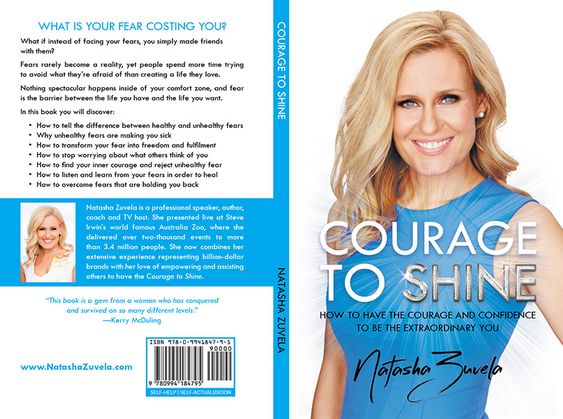 WHAT IS YOUR FEAR COSTING YOU?
What if instead of facing your fears, you simply made friends
with them?
Fears rarely become a reality, yet people spend more time trying
to avoid what they're afraid of than creating a life they love.
Nothing spectacular happens inside of your comfort zone, and fear
is the barrier between the life you have and the life you want.
In this book you will discover:
• How to tell the difference between healthy and unhealthy fears
• Why unhealthy fears are making you sick
• How to transform your fear into freedom and fulfilment
• How to stop worrying about what others think of you
• How to find your inner courage and reject unhealthy fear
• How to listen and learn from your fears in order to heal
• How to overcome fears that are holding you back
Natasha Zuvela is a professional speaker, author,
coach and TV host. She presented live at Steve
Irwin's world famous Australia Zoo, where she
delivered over two-thousand events to more
than 3.4 million people. She now combines her
extensive experience representing billion-dollar
brands with her love of empowering and assisting
others to have the Courage to Shine.
"This book is a gem from a woman who has conquered
and survived on so many different levels."
—Kerry McDuling
www.NatashaZuvela.com
ISBN 978-0-9941847-9-5
90000
9 780994 184795
SELF-HELP | SELF-ACTUALIZATION
COURAGE TO SHINE
NATASHA ZUVELA
COURAGE
TO SHINE
HOW TO HAVE THE COURAGE AND CONFIDENCE
TO BE THE EXTRAORDINARY YOU
Natasha Zuvela